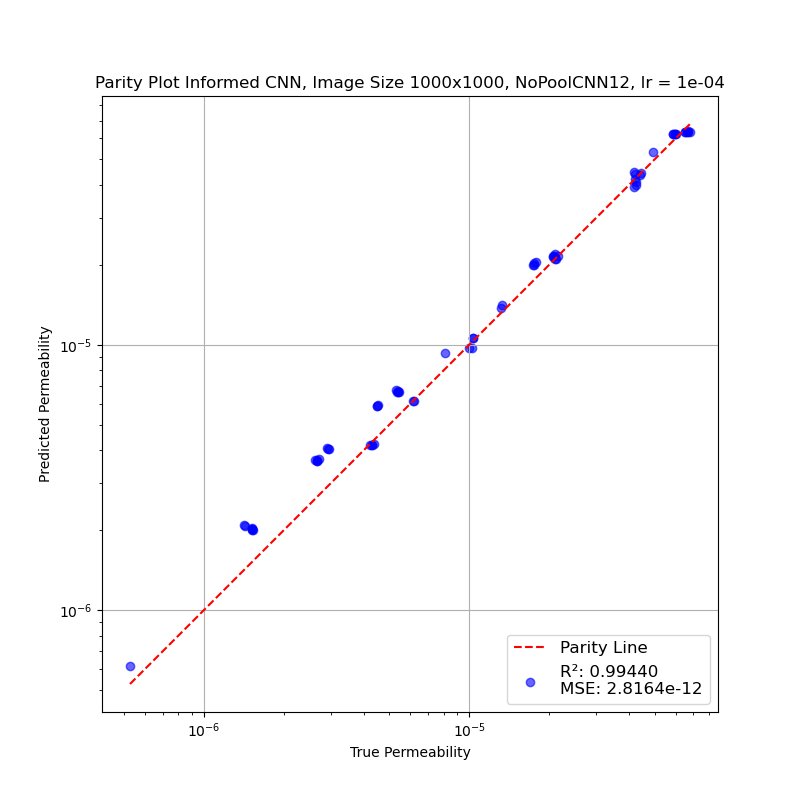 Parity Plot Informed CNN, Image Size 1000x1000, NoPoolCNN12, lr = 1e-04
Predicted Permeability
10⁻⁵
10⁻⁶
Parity Line
R²: 0.99440
MSE: 2.8164e-12
10⁻⁶
10⁻⁵
True Permeability